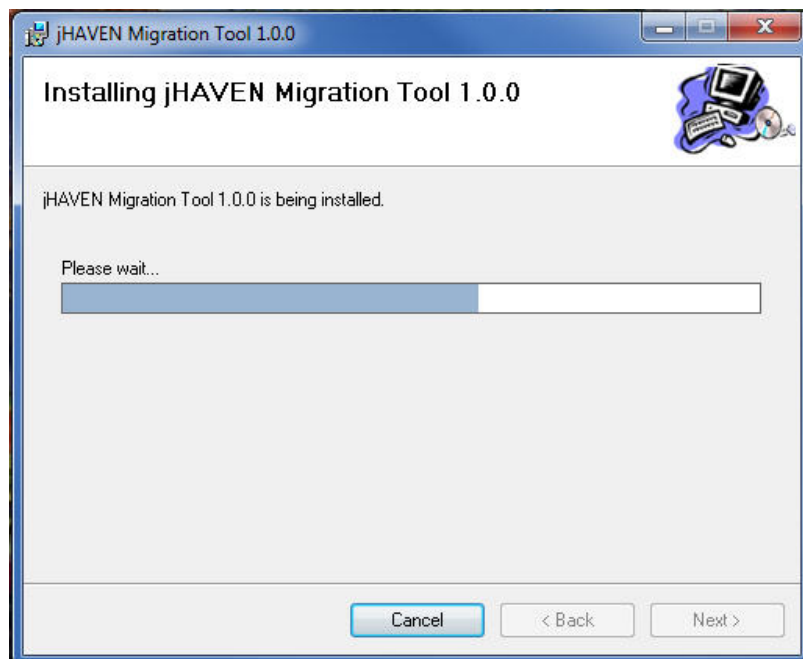 jHAVEN Migration Tool 1.0.0
Installing jHAVEN Migration Tool 1.0.0
jHAVEN Migration Tool 1.0.0 is being installed.
Please wait...
Cancel
< Back
Next >